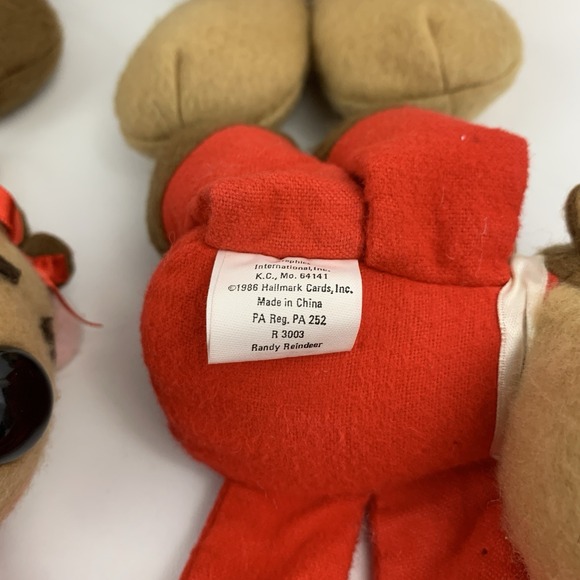 International, Inc.
K.C., Mo. 64141
©1986 Hallmark Cards, Inc.
Made in China
PA Reg. PA 252
R 3003
Randy Reindeer